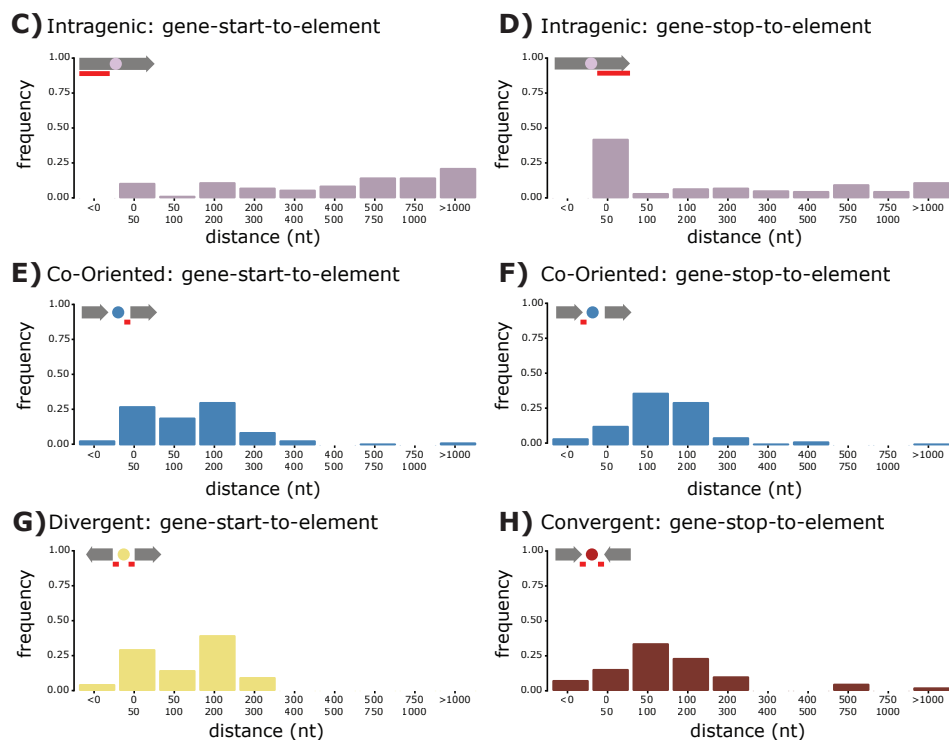 C) Intragenic: gene-start-to-element
1.00
0.75
0.50
0.25
0.00
frequency
<0 0 50 100 200 300 400 500 750 >1000
50 100 200 300 400 500 750 1000
distance (nt)
D) Intragenic: gene-stop-to-element
1.00
0.75
0.50
0.25
0.00
frequency
<0 0 50 100 200 300 400 500 750 >1000
50 100 200 300 400 500 750 1000
distance (nt)
E) Co-Oriented: gene-start-to-element
1.00
0.75
0.50
0.25
0.00
frequency
<0 0 50 100 200 300 400 500 750 >1000
50 100 200 300 400 500 750 1000
distance (nt)
F) Co-Oriented: gene-stop-to-element
1.00
0.75
0.50
0.25
0.00
frequency
<0 0 50 100 200 300 400 500 750 >1000
50 100 200 300 400 500 750 1000
distance (nt)
G) Divergent: gene-start-to-element
1.00
0.75
0.50
0.25
0.00
frequency
<0 0 50 100 200 300 400 500 750 >1000
50 100 200 300 400 500 750 1000
distance (nt)
H) Convergent: gene-stop-to-element
1.00
0.75
0.50
0.25
0.00
frequency
<0 0 50 100 200 300 400 500 750 >1000
50 100 200 300 400 500 750 1000
distance (nt)